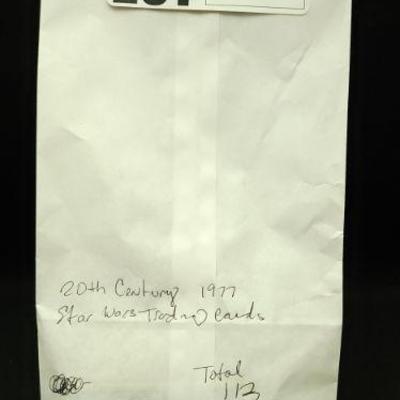 20th Century 1977
Star Wars Trading Cards
Total
113